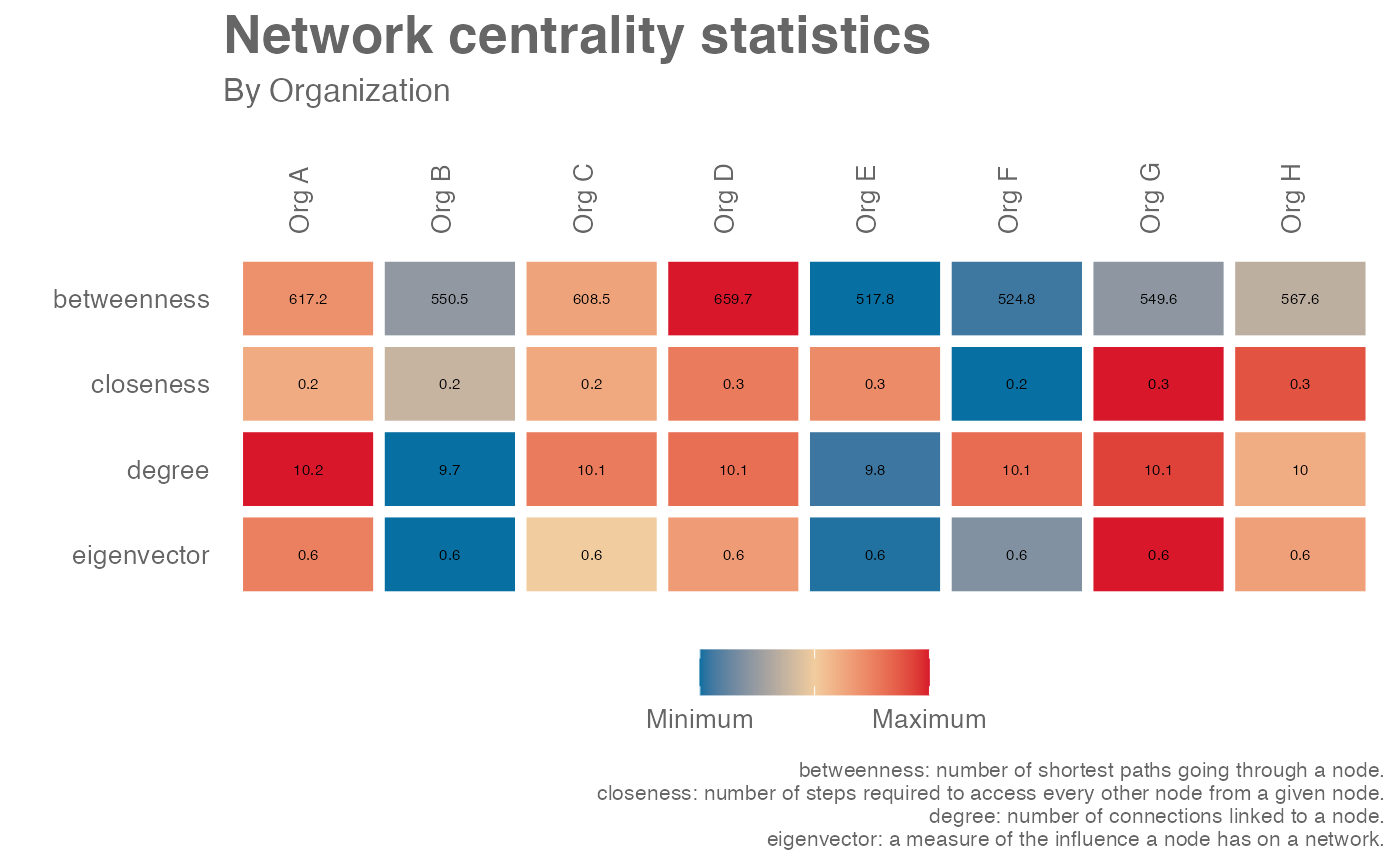 Network centrality statistics
By Organization
Org A Org B Org C Org D Org E Org F Org G Org H
betweenness 617.2 550.5 608.5 659.7 517.8 524.8 549.6 567.6
closeness 0.2 0.2 0.2 0.3 0.3 0.2 0.3 0.3
degree 10.2 9.7 10.1 10.1 9.8 10.1 10.1 10
eigenvector 0.6 0.6 0.6 0.6 0.6 0.6 0.6 0.6
Minimum Maximum
betweenness: number of shortest paths going through a node.
closeness: number of steps required to access every other node from a given node.
degree: number of connections linked to a node.
eigenvector: a measure of the influence a node has on a network.